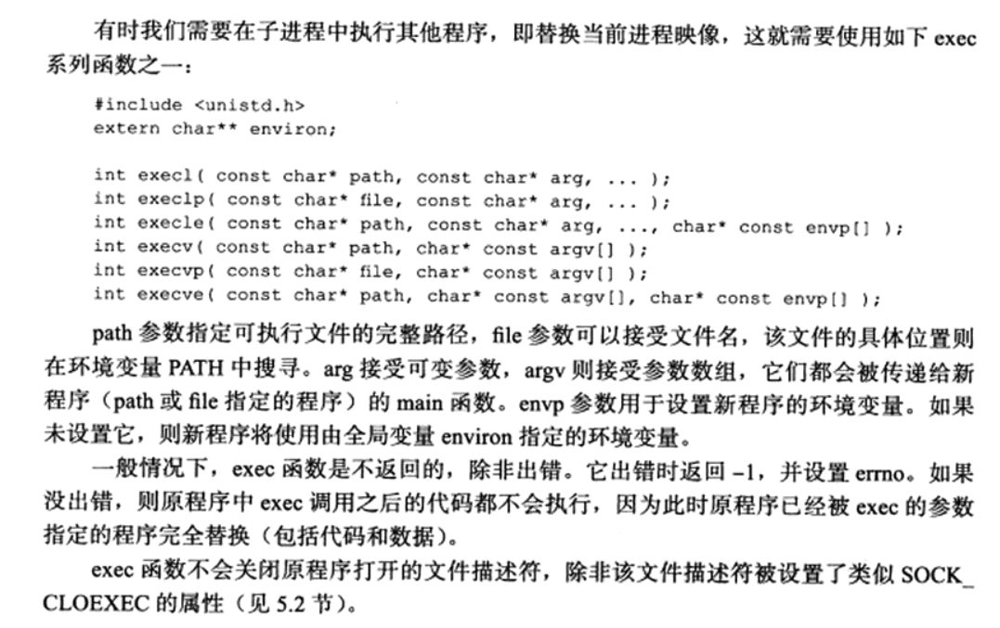 有时我们需要在子进程中执行其他程序，即替换当前进程映像，这就需要使用如下 exec
系列函数之一：
#include <unistd.h>
extern char** environ;
int execl( const char* path, const char* arg, ... );
int execlp( const char* file, const char* arg, ... );
int execle( const char* path, const char* arg, ..., char* const envp[] );
int execv( const char* path, char* const argv[] );
int execvp( const char* file, char* const argv[] );
int execve( const char* path, char* const argv[], char* const envp[] );
path 参数指定可执行文件的完整路径，file 参数可以接受文件名，该文件的具体位置则
在环境变量 PATH 中搜寻。arg 接受可变参数，argv 则接受参数数组，它们都会被传递给新
程序（path 或 file 指定的程序）的 main 函数。envp 参数用于设置新程序的环境变量。如果
未设置它，则新程序将使用由全局变量 environ 指定的环境变量。
一般情况下，exec 函数是不返回的，除非出错。它出错时返回 –1，并设置 errno。如果
没出错，则原程序中 exec 调用之后的代码都不会执行，因为此时原程序已经被 exec 的参数
指定的程序完全替换（包括代码和数据）。
exec 函数不会关闭原程序打开的文件描述符，除非该文件描述符被设置了类似 SOCK_
CLOEXEC 的属性（见 5.2 节）。